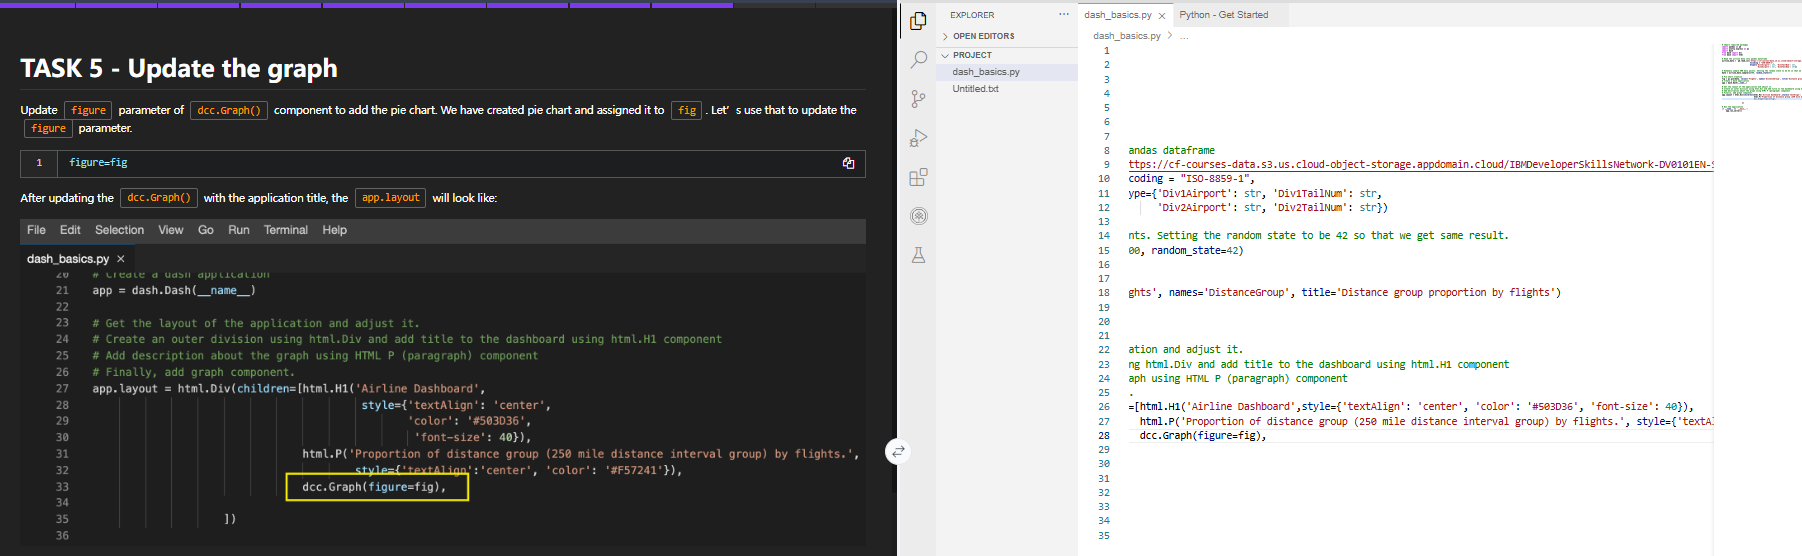 TASK 5 - Update the graph
Update figure parameter of dcc.Graph() component to add the pie chart. We have created pie chart and assigned it to fig . Let's use that to update the
figure parameter.
1 figure=fig
After updating the dcc.Graph() with the application title, the app.layout will look like:
File Edit Selection View Go Run Terminal Help
dash_basics.py ×
20 # Create a dash application
21 app = dash.Dash(__name__)
22
23 # Get the layout of the application and adjust it.
24 # Create an outer division using html.Div and add title to the dashboard using html.H1 component
25 # Add description about the graph using HTML P (paragraph) component
26 # Finally, add graph component.
27 app.layout = html.Div(children=[html.H1('Airline Dashboard',
28 style={'textAlign': 'center',
29 'color': '#503D36',
30 'font-size': 40}),
31 html.P('Proportion of distance group (250 mile distance interval group) by flights.',
32 style={'textAlign':'center', 'color': '#F57241'}),
33 dcc.Graph(figure=fig),
34
35 ])
36
EXPLORER ···
OPEN EDITORS
PROJECT
dash_basics.py
Untitled.txt
dash_basics.py × Python - Get Started
dash_basics.py > ...
1
2
3
4
5
6
7
8 andas dataframe
9 ttps://cf-courses-data.s3.us.cloud-object-storage.appdomain.cloud/IBMDeveloperSkillsNetwork-DV0101EN-S
10 coding = "ISO-8859-1",
11 ype={'Div1Airport': str, 'Div1TailNum': str,
12 'Div2Airport': str, 'Div2TailNum': str})
13
14 nts. Setting the random state to be 42 so that we get same result.
15 00, random_state=42)
16
17
18 ghts', names='DistanceGroup', title='Distance group proportion by flights')
19
20
21
22 ation and adjust it.
23 ng html.Div and add title to the dashboard using html.H1 component
24 aph using HTML P (paragraph) component
25 .
26 =[html.H1('Airline Dashboard',style={'textAlign': 'center', 'color': '#503D36', 'font-size': 40}),
27 html.P('Proportion of distance group (250 mile distance interval group) by flights.', style={'textAl
28 dcc.Graph(figure=fig),
29
30
31
32
33
34
35